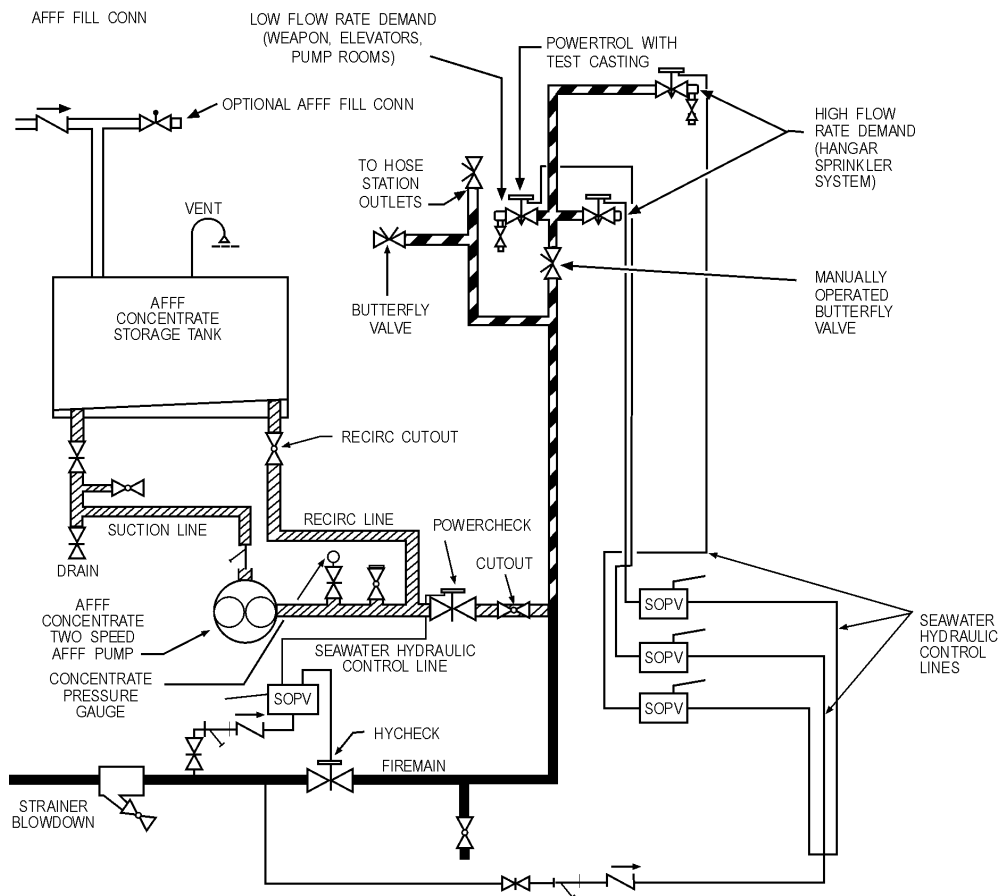 AFFF FILL CONN
LOW FLOW RATE DEMAND
(WEAPON, ELEVATORS,
PUMP ROOMS)
POWERTROL WITH
TEST CASTING
OPTIONAL AFFF FILL CONN
HIGH FLOW
RATE DEMAND
(HANGAR
SPRINKLER
SYSTEM)
TO HOSE
STATION
OUTLETS
VENT
AFFF
CONCENTRATE
STORAGE TANK
BUTTERFLY
VALVE
MANUALLY
OPERATED
BUTTERFLY
VALVE
RECIRC CUTOUT
SUCTION LINE
RECIRC LINE
POWERCHECK
CUTOUT
DRAIN
AFFF
CONCENTRATE
TWO SPEED
AFFF PUMP
SEAWATER HYDRAULIC
CONTROL LINE
CONCENTRATE
PRESSURE
GAUGE
SOPV
SOPV
SOPV
SOPV
SEAWATER
HYDRAULIC
CONTROL
LINES
HYCHECK
FIREMAIN
STRAINER
BLOWDOWN